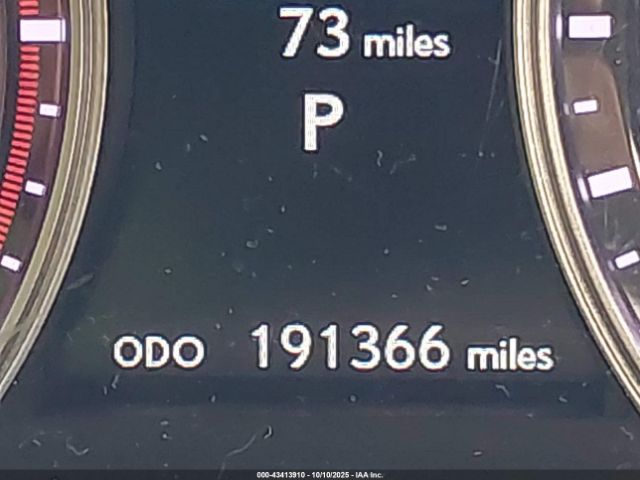 73 miles
P
ODO 191366 miles
000-43413910 - 10/10/2025 - IAA Inc.